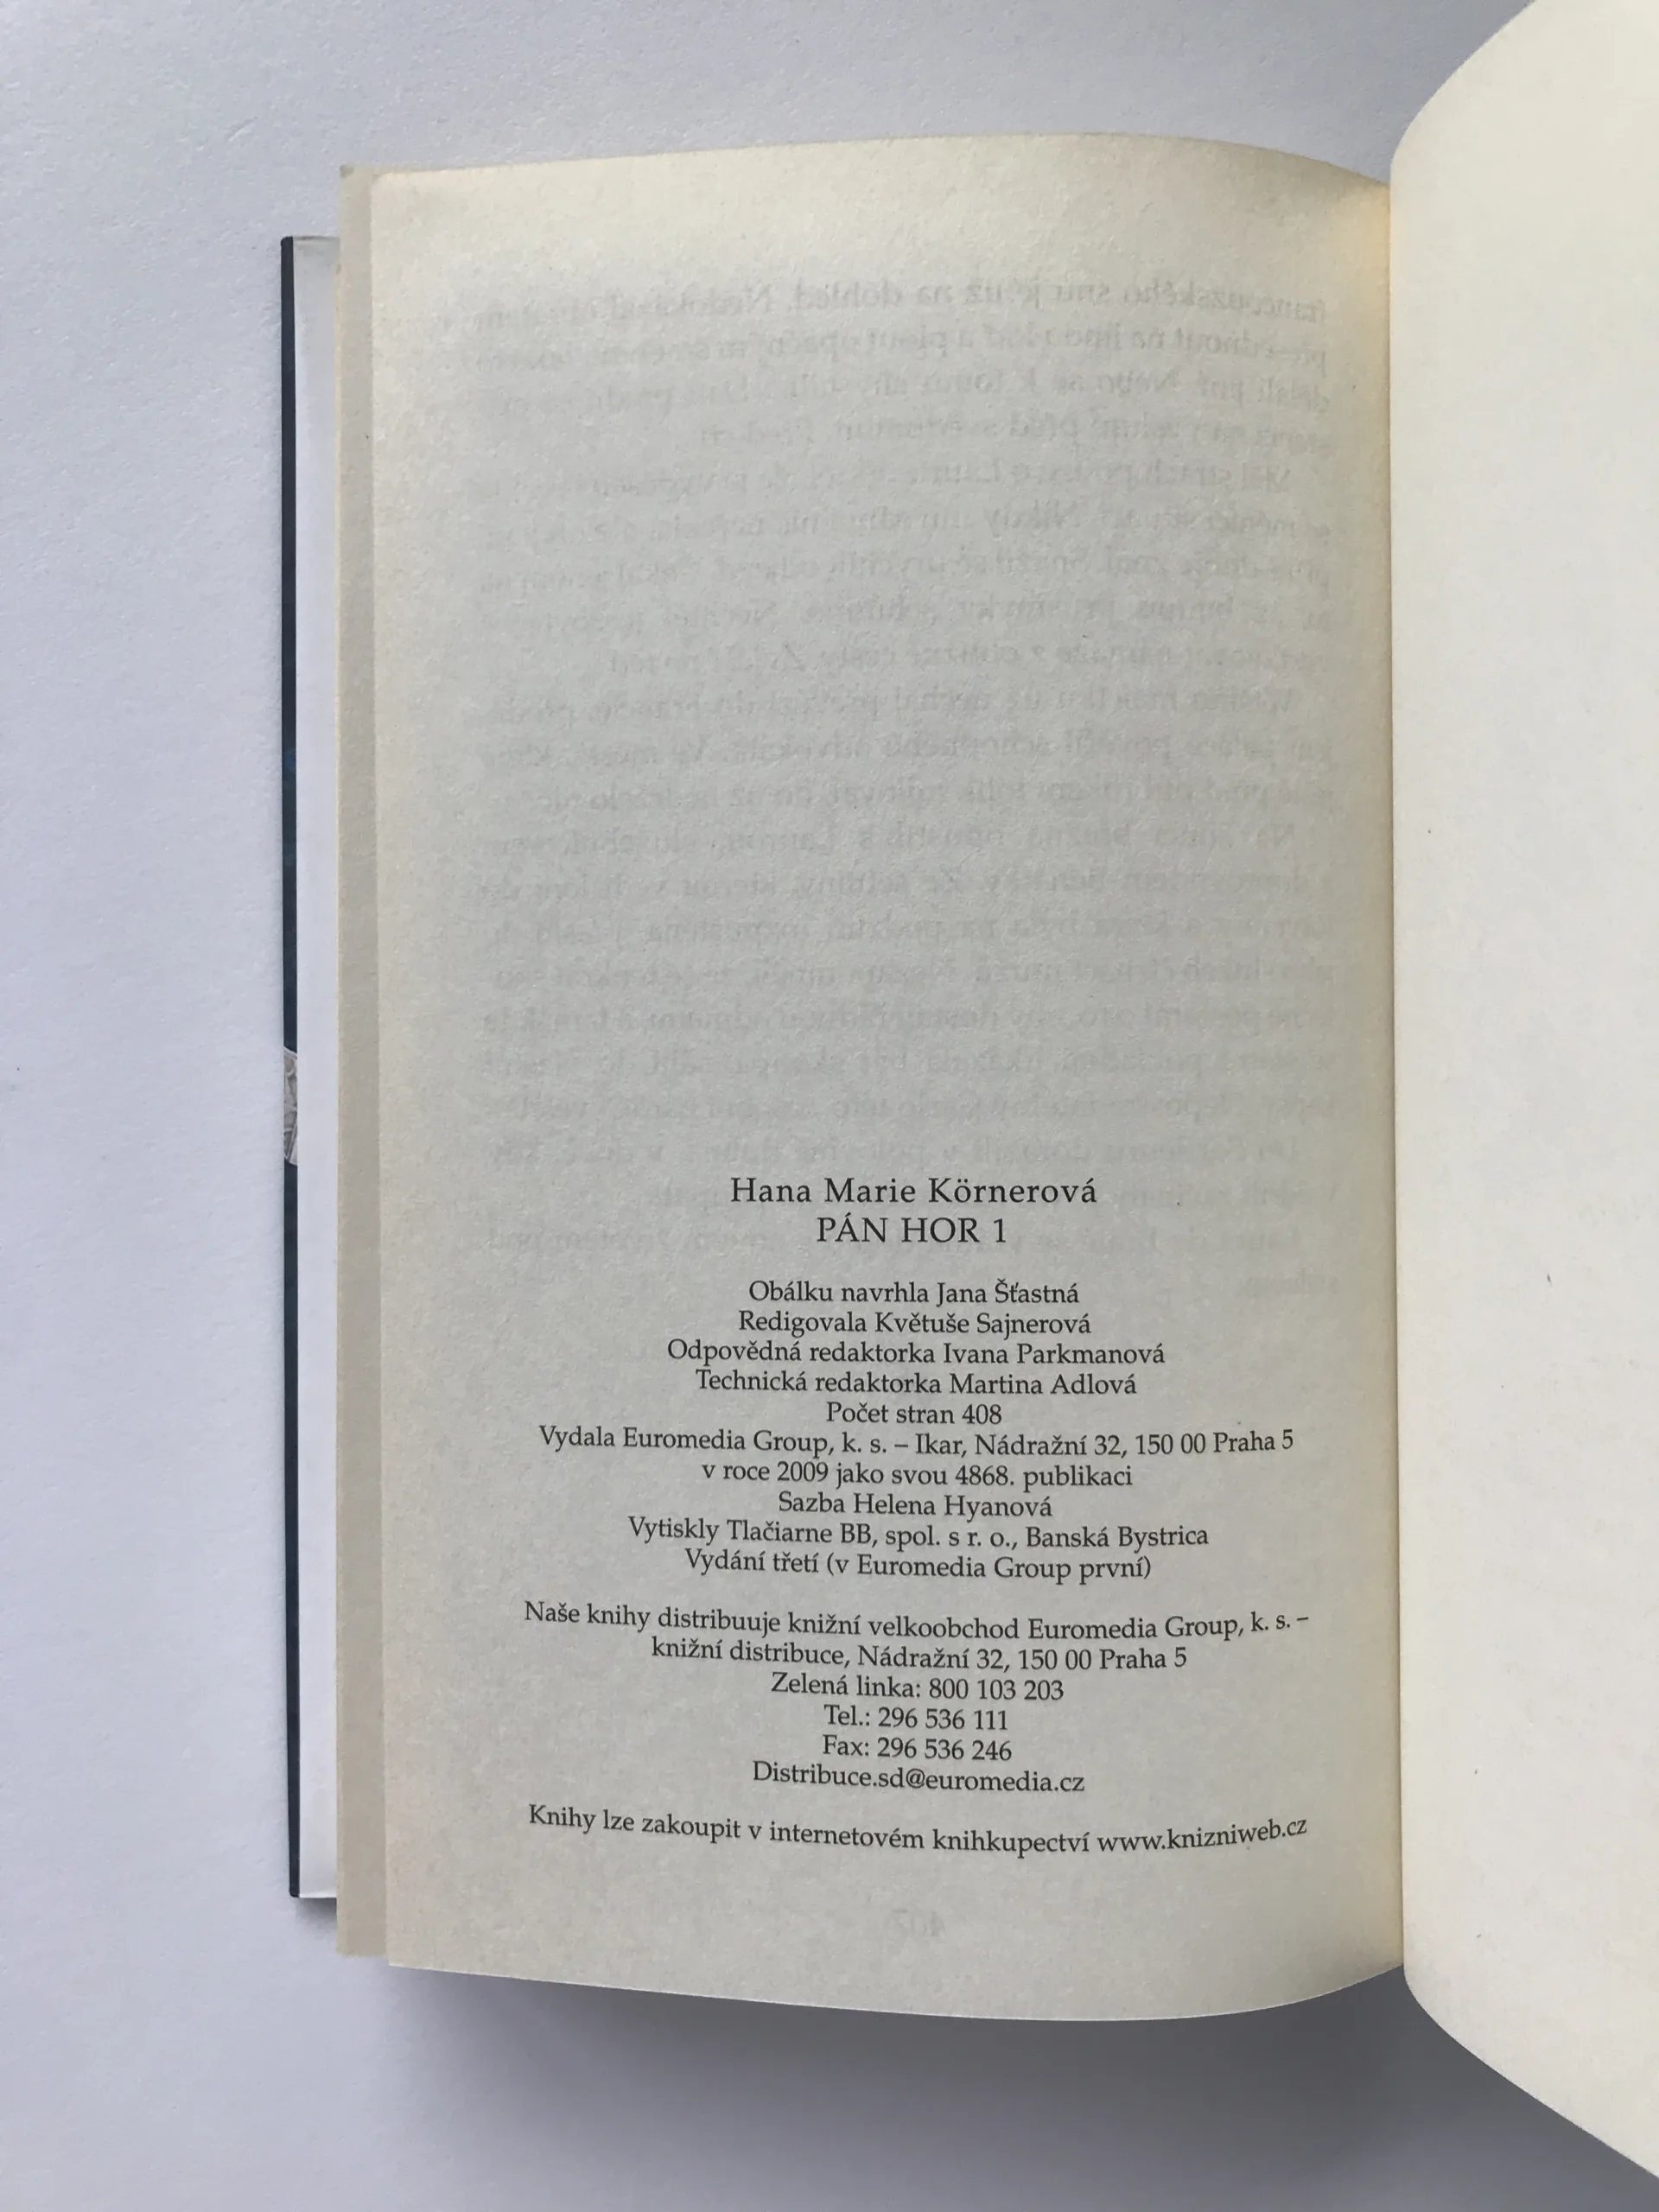 Hana Marie Körnerová
PÁN HOR 1
Obálku navrhla Jana Šťastná
Redigovala Květuše Sajnerová
Odpovědná redaktorka Ivana Parkmanová
Technická redaktorka Martina Adlová
Počet stran 408
Vydala Euromedia Group, k. s. – Ikar, Nádražní 32, 150 00 Praha 5
v roce 2009 jako svou 4868. publikaci
Sazba Helena Hyanová
Vytiskly Tlačiarne BB, spol. s r. o., Banská Bystrica
Vydání třetí (v Euromedia Group první)
Naše knihy distribuuje knižní velkoobchod Euromedia Group, k. s. –
knižní distribuce, Nádražní 32, 150 00 Praha 5
Zelená linka: 800 103 203
Tel.: 296 536 111
Fax: 296 536 246
Distribuce.sd@euromedia.cz
Knihy lze zakoupit v internetovém knihkupectví www.knizniweb.cz